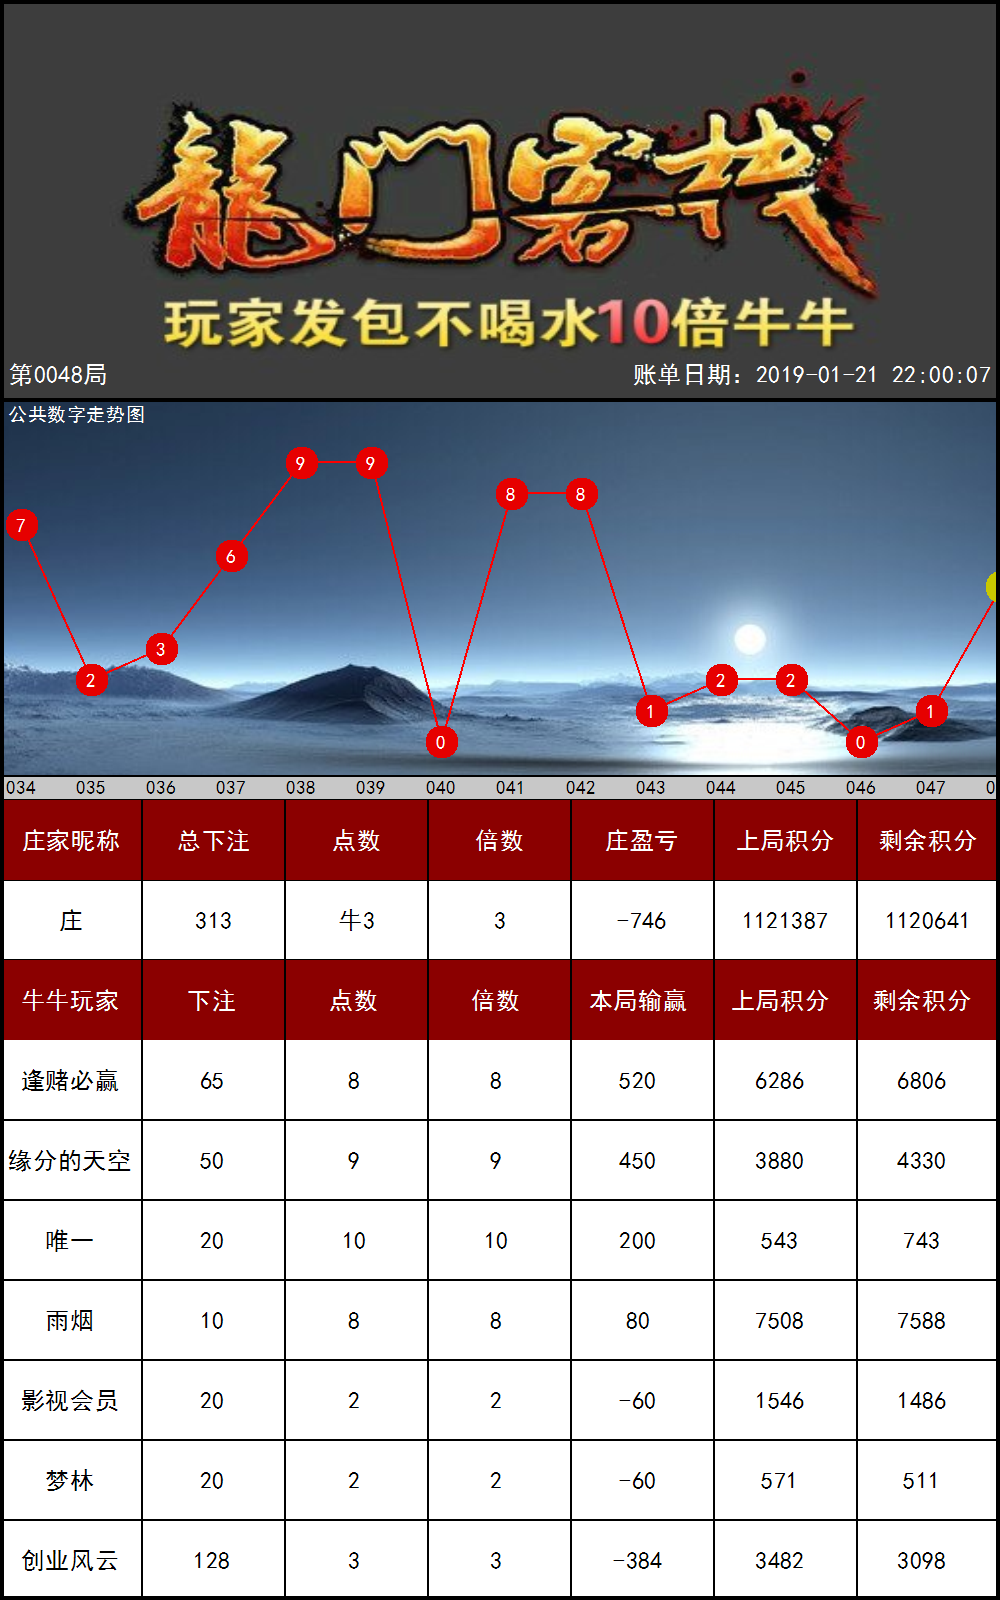 龍门客栈
玩家发包不喝水10倍牛牛
第0048局 账单日期：2019-01-21 22:00:07
公共数字走势图
7 2 3 6 9 9 0 8 8 1 2 2 0 1
034 035 036 037 038 039 040 041 042 043 044 045 046 047 0
庄家昵称 总下注 点数 倍数 庄盈亏 上局积分 剩余积分
庄 313 牛3 3 -746 1121387 1120641
牛牛玩家 下注 点数 倍数 本局输赢 上局积分 剩余积分
逢赌必赢 65 8 8 520 6286 6806
缘分的天空 50 9 9 450 3880 4330
唯一 20 10 10 200 543 743
雨烟 10 8 8 80 7508 7588
影视会员 20 2 2 -60 1546 1486
梦林 20 2 2 -60 571 511
创业风云 128 3 3 -384 3482 3098